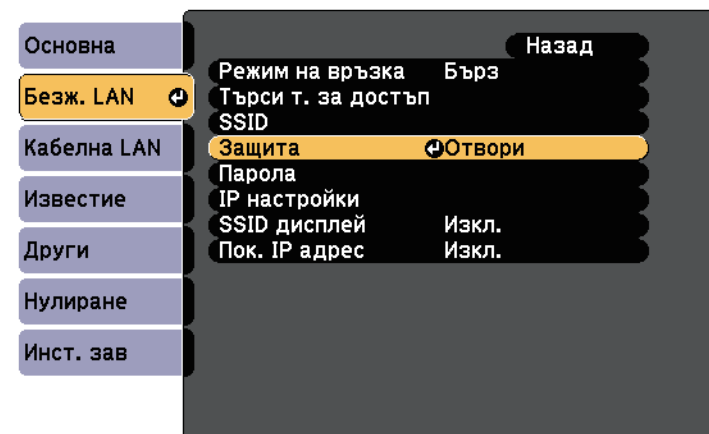 Основна
Безж. LAN
Кабелна LAN
Известие
Други
Нулиране
Инст. зав
Назад
Режим на връзка Бърз
Търси т. за достъп
SSID
Защита Отвори
Парола
IP настройки
SSID дисплей Изкл.
Пок. IP адрес Изкл.